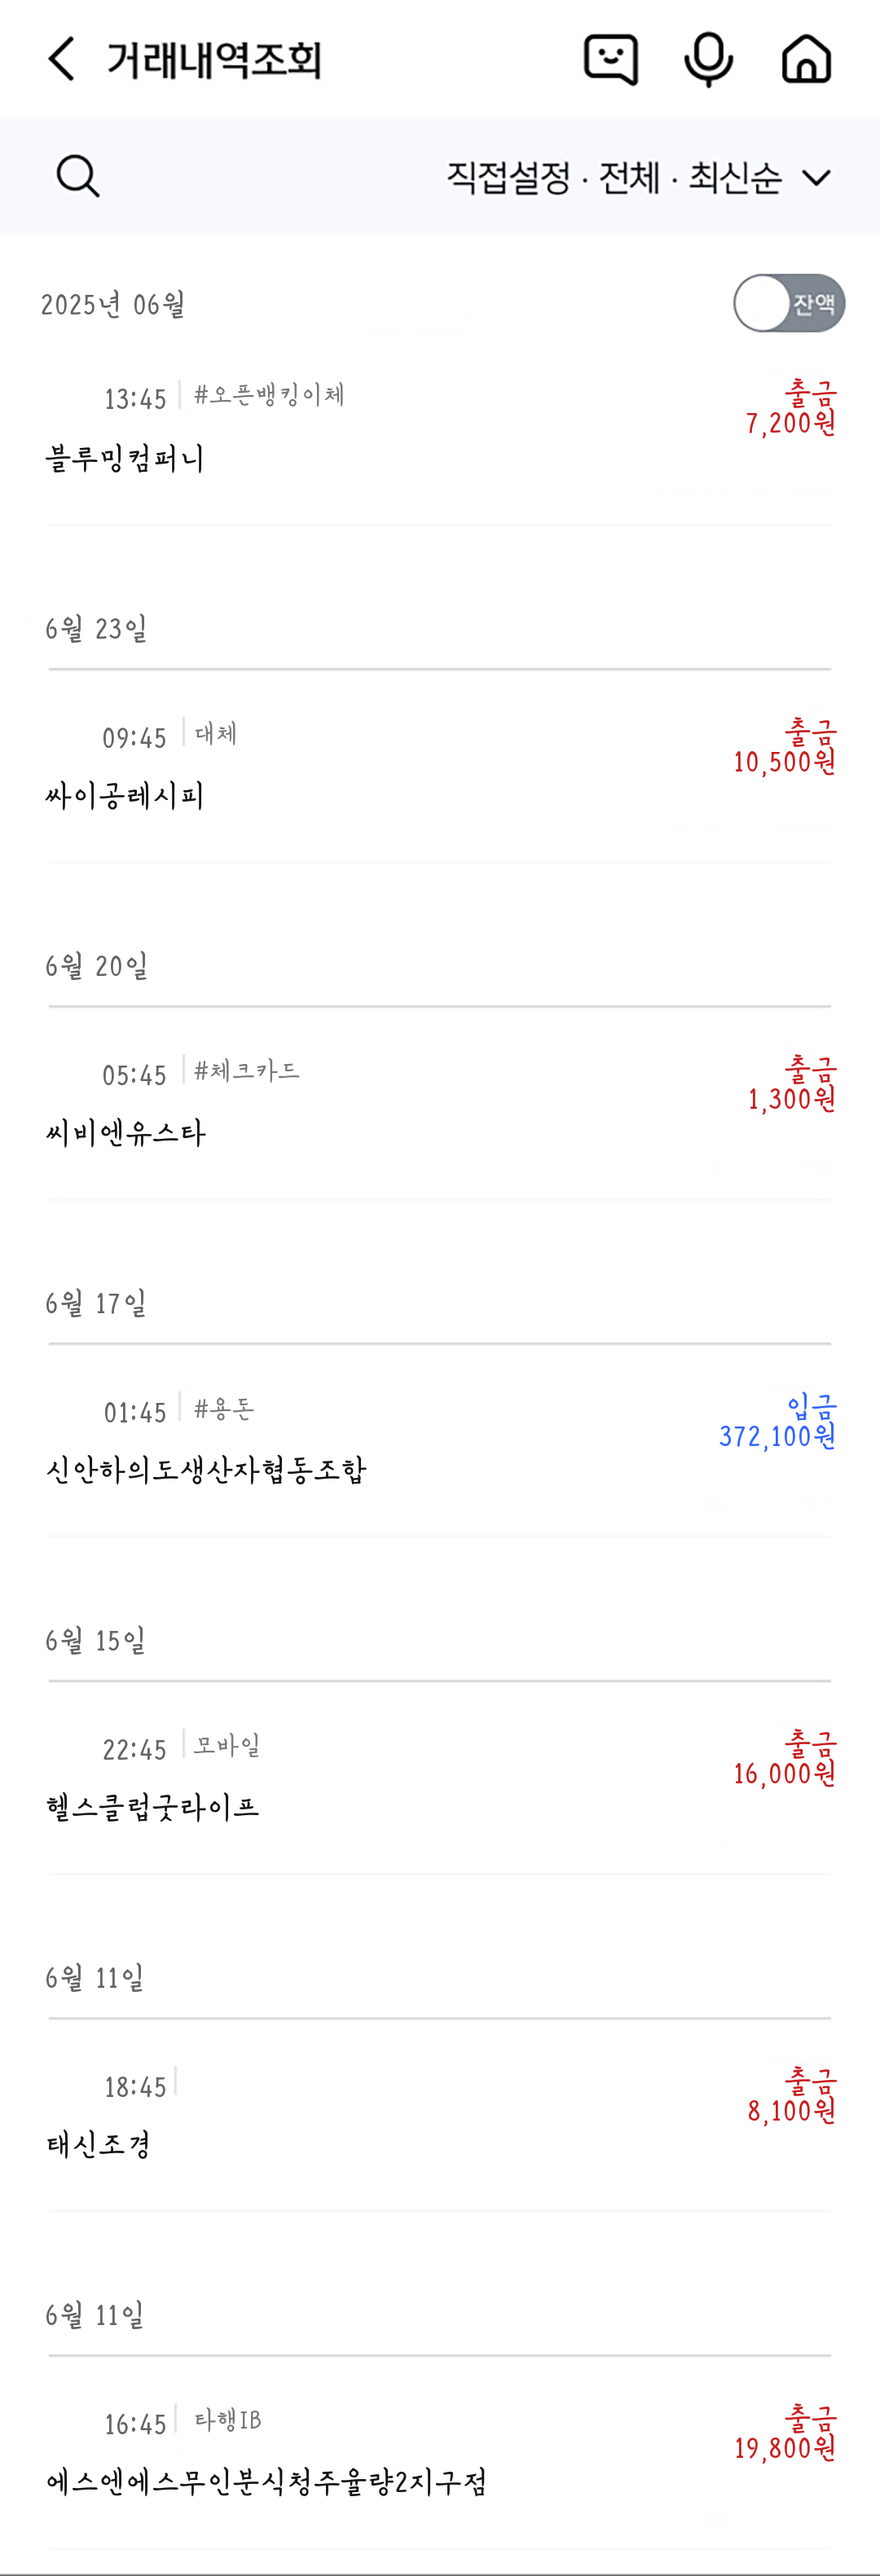 거래내역조회
직접설정 · 전체 · 최신순
2025년 06월
잔액
13:45 #오픈뱅킹이체
출금
7,200원
블루밍컴퍼니
6월 23일
09:45 대체
출금
10,500원
싸이공레시피
6월 20일
05:45 #체크카드
출금
1,300원
씨비엔유스타
6월 17일
01:45 #용돈
입금
372,100원
신안하의도생산자협동조합
6월 15일
22:45 모바일
출금
16,000원
헬스클럽굿라이프
6월 11일
18:45
출금
8,100원
태신조경
6월 11일
16:45 타행IB
출금
19,800원
에스엔에스무인분식청주율량2지구점